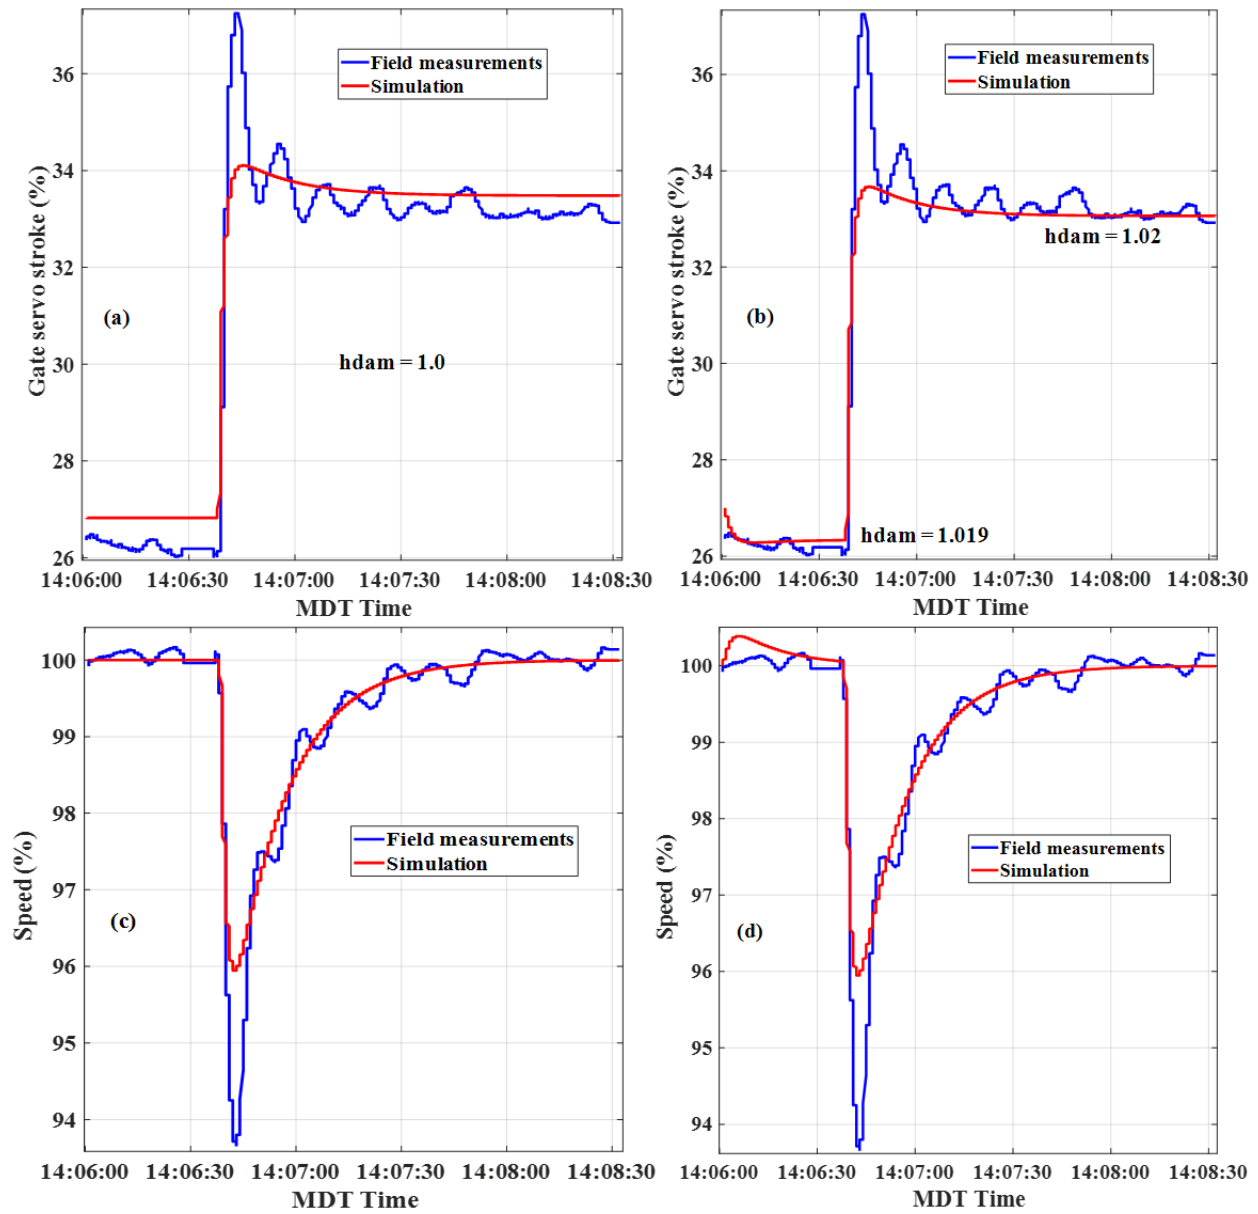 Gate servo stroke (%)
36
34
32
30
28
26
Field measurements
Simulation
(a)
hdam = 1.0
14:06:00 14:06:30 14:07:00 14:07:30 14:08:00 14:08:30
MDT Time
Gate servo stroke (%)
36
34
32
30
28
26
Field measurements
Simulation
(b)
hdam = 1.02
hdam = 1.019
14:06:00 14:06:30 14:07:00 14:07:30 14:08:00 14:08:30
MDT Time
Speed (%)
100
99
98
97
96
95
94
Field measurements
Simulation
(c)
14:06:00 14:06:30 14:07:00 14:07:30 14:08:00 14:08:30
MDT Time
Speed (%)
100
99
98
97
96
95
94
Field measurements
Simulation
(d)
14:06:00 14:06:30 14:07:00 14:07:30 14:08:00 14:08:30
MDT Time